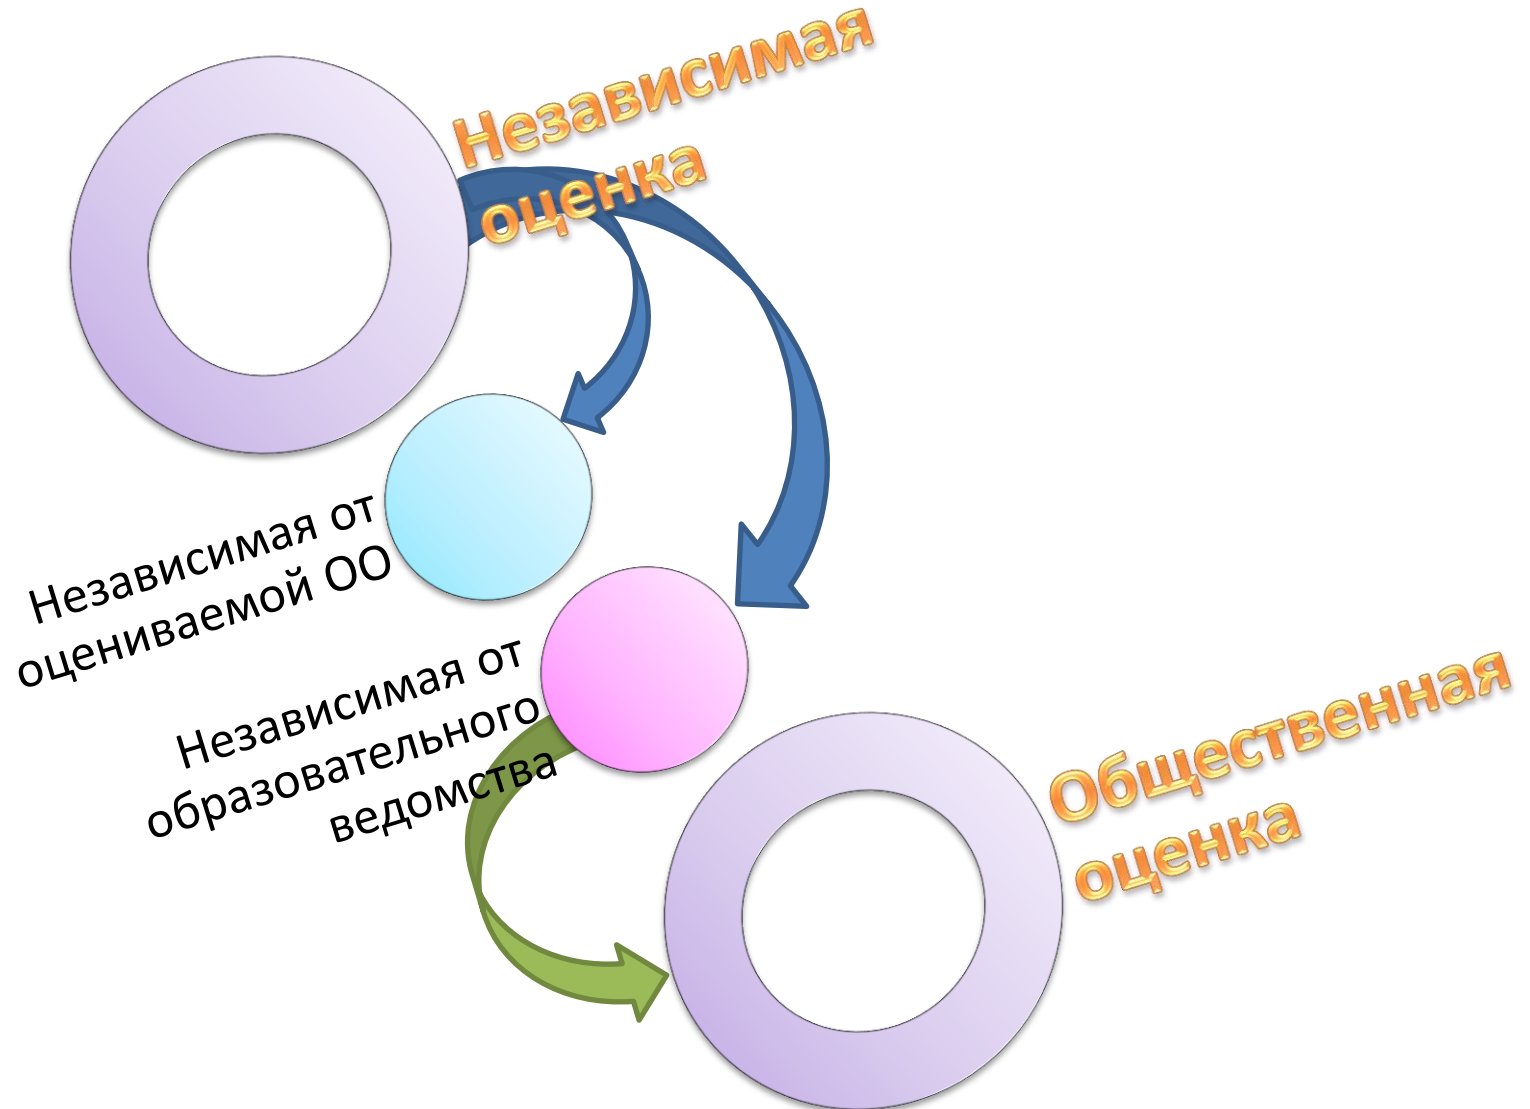 Независимая
оценка
Независимая от
оцениваемой ОО
Независимая от
образовательного
ведомства
Общественная
оценка